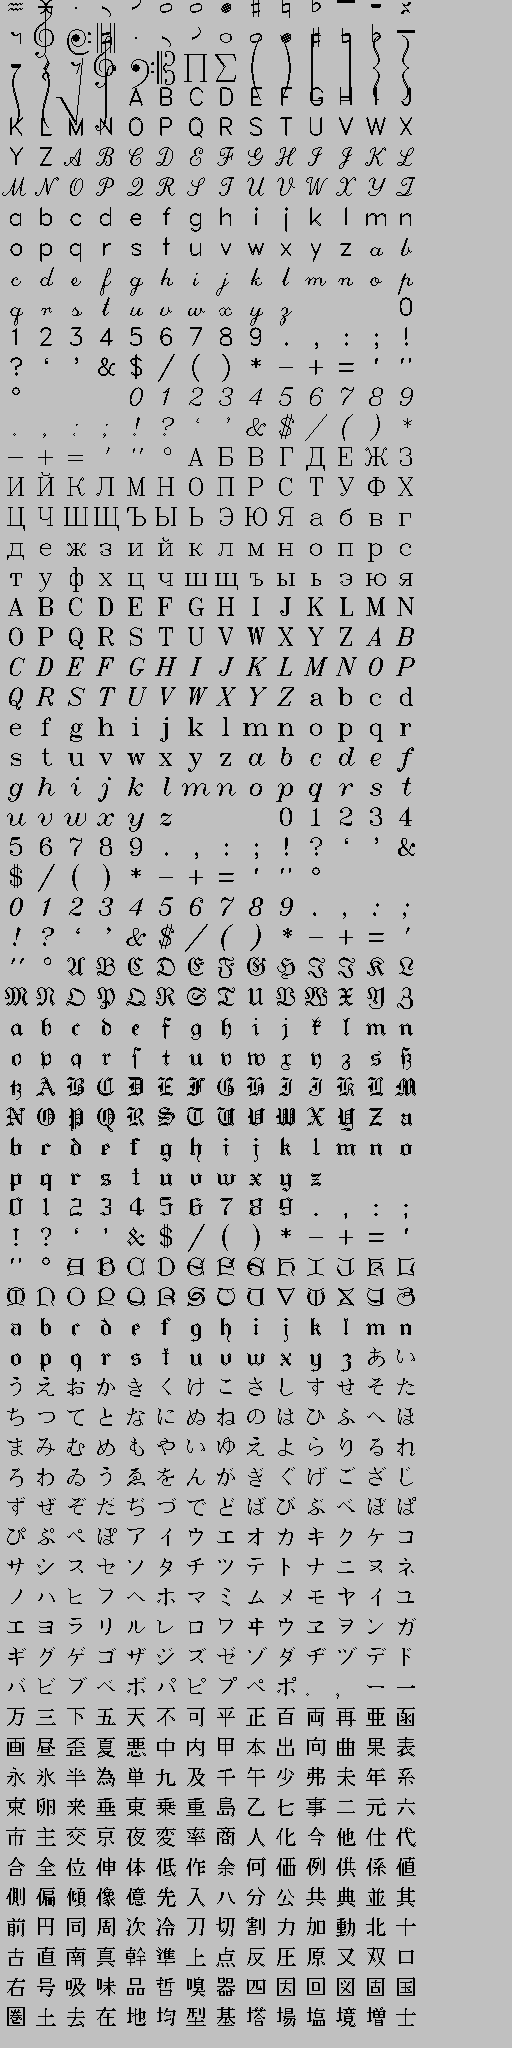 A B C D E F G H I J
K L M N O P Q R S T U V W X
Y Z A B C D E F G H I J K L
M N O P Q R S T U V W X Y Z
a b c d e f g h i j k l m n
o p q r s t u v w x y z a b
c d e f g h i j k l m n o p
q r s t u v w x y z 0
1 2 3 4 5 6 7 8 9 . , : ; !
? ‘ ’ & $ / ( ) * − + = ′ ″
° 0 1 2 3 4 5 6 7 8 9
. , : ; ! ? ‘ ’ & $ / ( ) *
− + = ′ ″ ° А Б В Г Д Е Ж З
И Й К Л М Н О П Р С Т У Ф Х
Ц Ч Ш Щ Ъ Ы Ь Э Ю Я а б в г
д е ж з и й к л м н о п р с
т у ф х ц ч ш щ ъ ы ь э ю я
A B C D E F G H I J K L M N
O P Q R S T U V W X Y Z A B
C D E F G H I J K L M N O P
Q R S T U V W X Y Z a b c d
e f g h i j k l m n o p q r
s t u v w x y z a b c d e f
g h i j k l m n o p q r s t
u v w x y z 0 1 2 3 4
5 6 7 8 9 . , : ; ! ? ‘ ’ &
$ / ( ) * − + = ′ ″ °
0 1 2 3 4 5 6 7 8 9 . , : ;
! ? ‘ ’ & $ / ( ) * − + = ′
″ ° A B C D E F G H I J K L
M N O P Q R S T U V W X Y Z
a b c d e f g h i j k l m n
o p q r ſ t u v w x y z s ß
tz A B C D E F G H I J K L M
N O P Q R S T U V W X Y Z a
b c d e f g h i j k l m n o
p q r s t u v w x y z
0 1 2 3 4 5 6 7 8 9 . , : ;
! ? ‘ ’ & $ / ( ) * − + = ′
″ ° A B C D E F G H I J K L
M N O P Q R S T U V W X Y Z
a b c d e f g h i j k l m n
o p q r s t u v w x y z あ い
う え お か き く け こ さ し す せ そ た
ち つ て と な に ぬ ね の は ひ ふ へ ほ
ま み む め も や い ゆ え よ ら り る れ
ろ わ ゐ う ゑ を ん が ぎ ぐ げ ご ざ じ
ず ぜ ぞ だ ぢ づ で ど ば び ぶ べ ぼ ぱ
ぴ ぷ ぺ ぽ ア イ ウ エ オ カ キ ク ケ コ
サ シ ス セ ソ タ チ ツ テ ト ナ ニ ヌ ネ
ノ ハ ヒ フ ヘ ホ マ ミ ム メ モ ヤ イ ユ
エ ヨ ラ リ ル レ ロ ワ ヰ ウ ヱ ヲ ン ガ
ギ グ ゲ ゴ ザ ジ ズ ゼ ゾ ダ ヂ ヅ デ ド
バ ビ ブ ベ ボ パ ピ プ ペ ポ . , ー 一
万 三 下 五 天 不 可 平 正 百 両 再 亜 函
画 昼 歪 夏 悪 中 内 甲 本 出 向 曲 果 表
永 氷 半 為 単 九 及 千 午 少 弗 未 年 系
束 卵 来 垂 東 乗 重 島 乙 七 事 二 元 六
市 主 交 京 夜 変 率 商 人 化 今 他 仕 代
合 全 位 伸 体 低 作 余 何 価 例 供 係 値
側 偏 傾 像 億 先 入 八 分 公 共 典 並 其
前 円 同 周 次 冷 刀 切 割 力 加 動 北 十
古 直 南 真 幹 準 上 点 反 圧 原 又 双 口
右 号 吸 味 品 哲 嗅 器 四 因 回 図 固 国
圏 土 去 在 地 均 型 基 塔 場 塩 境 増 士